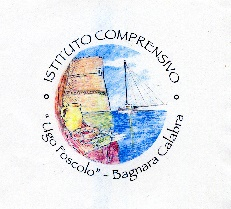 ISTITUTO COMPRENSIVO
"Ugo Foscolo" - Bagnara Calabra